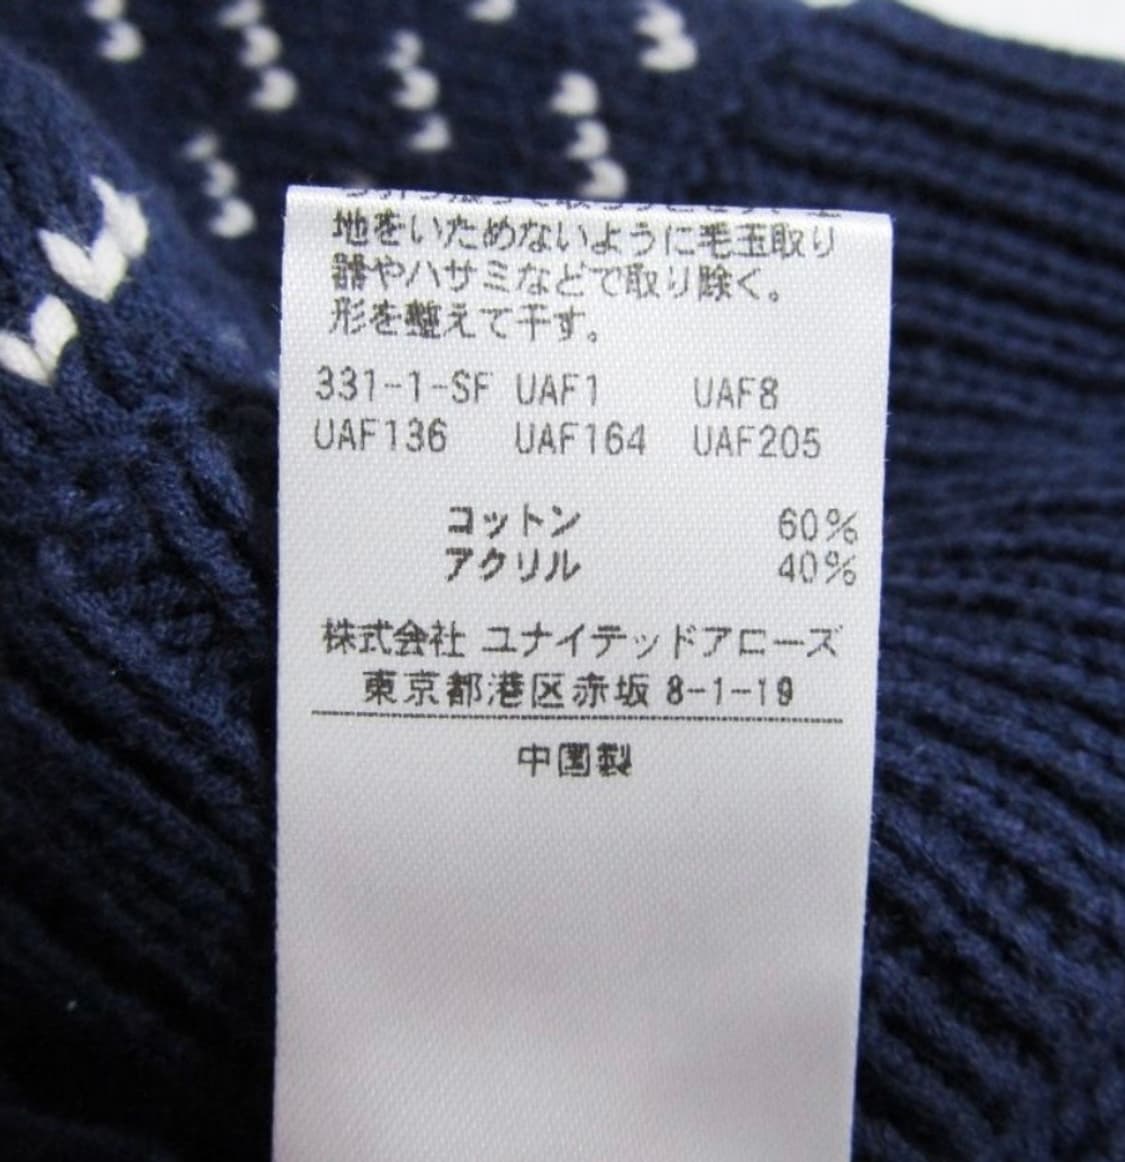 地をいためないように毛玉取り
器やハサミなどで取り除く。
形を整えて干す。
331-1-SF UAF1 UAF8
UAF136 UAF164 UAF205
コットン 60%
アクリル 40%
株式会社 ユナイテッドアローズ
東京都港区赤坂 8-1-19
中国製